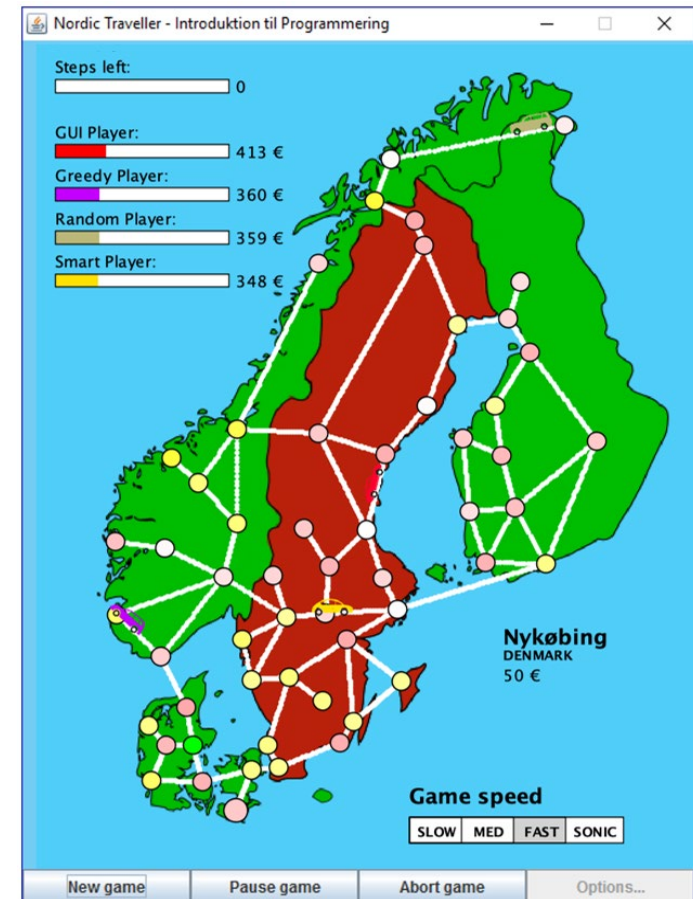 Nordic Traveller - Introduktion til Programmering
Steps left:
0
GUI Player:
413 €
Greedy Player:
360 €
Random Player:
359 €
Smart Player:
348 €
Nykøbing
DENMARK
50 €
Game speed
SLOW MED FAST SONIC
New game Pause game Abort game Options...